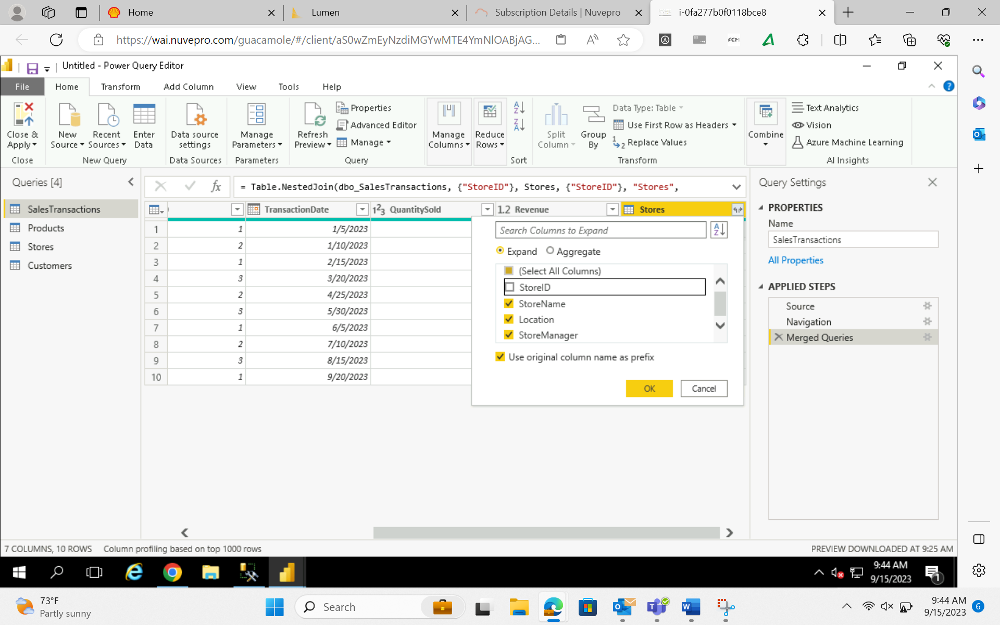 Home
Lumen
Subscription Details | Nuvepro
i-0fa277b0f0118bce8
https://wai.nuvepro.com/guacamole/#/client/aS0wZmEyNzdiMGYwMTE4YmNlOABjAG...
FCM
Untitled - Power Query Editor
File
Home
Transform
Add Column
View
Tools
Help
Close & Apply
New Source
Recent Sources
Enter Data
Data source settings
Manage Parameters
Refresh Preview
Properties
Advanced Editor
Manage
Manage Columns
Reduce Rows
Split Column
Group By
Data Type: Table
Use First Row as Headers
Replace Values
Combine
Text Analytics
Vision
Azure Machine Learning
Close
New Query
Data Sources
Parameters
Query
Sort
Transform
AI Insights
Queries [4]
SalesTransactions
Products
Stores
Customers
fx
= Table.NestedJoin(dbo_SalesTransactions, {"StoreID"}, Stores, {"StoreID"}, "Stores",
TransactionDate
123 QuantitySold
1.2 Revenue
Stores
1 1 1/5/2023
2 2 1/10/2023
3 1 2/15/2023
4 3 3/20/2023
5 2 4/25/2023
6 3 5/30/2023
7 1 6/5/2023
8 2 7/10/2023
9 3 8/15/2023
10 1 9/20/2023
Search Columns to Expand
Expand
Aggregate
(Select All Columns)
StoreID
StoreName
Location
StoreManager
Use original column name as prefix
OK
Cancel
Query Settings
PROPERTIES
Name
SalesTransactions
All Properties
APPLIED STEPS
Source
Navigation
Merged Queries
7 COLUMNS, 10 ROWS
Column profiling based on top 1000 rows
PREVIEW DOWNLOADED AT 9:25 AM
9:44 AM
9/15/2023
1
73°F
Partly sunny
Search
9:44 AM
9/15/2023
6